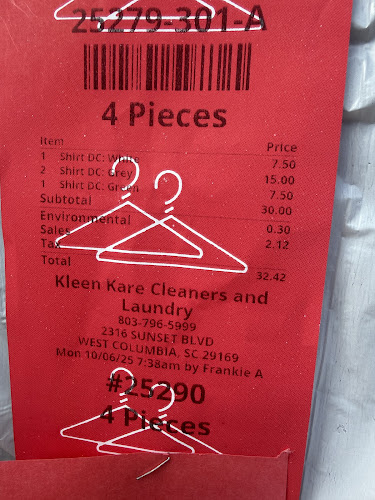 25279-301-A
4 Pieces
Item Price
1 Shirt DC: White 7.50
2 Shirt DC: Grey 15.00
1 Shirt DC: Green 7.50
Subtotal 30.00
Environmental 0.30
Sales 2.12
Tax
Total 32.42
Kleen Kare Cleaners and
Laundry
803-796-5999
2316 SUNSET BLVD
WEST COLUMBIA, SC 29169
Mon 10/06/25 7:38am by Frankie A
#25290
4 Pieces